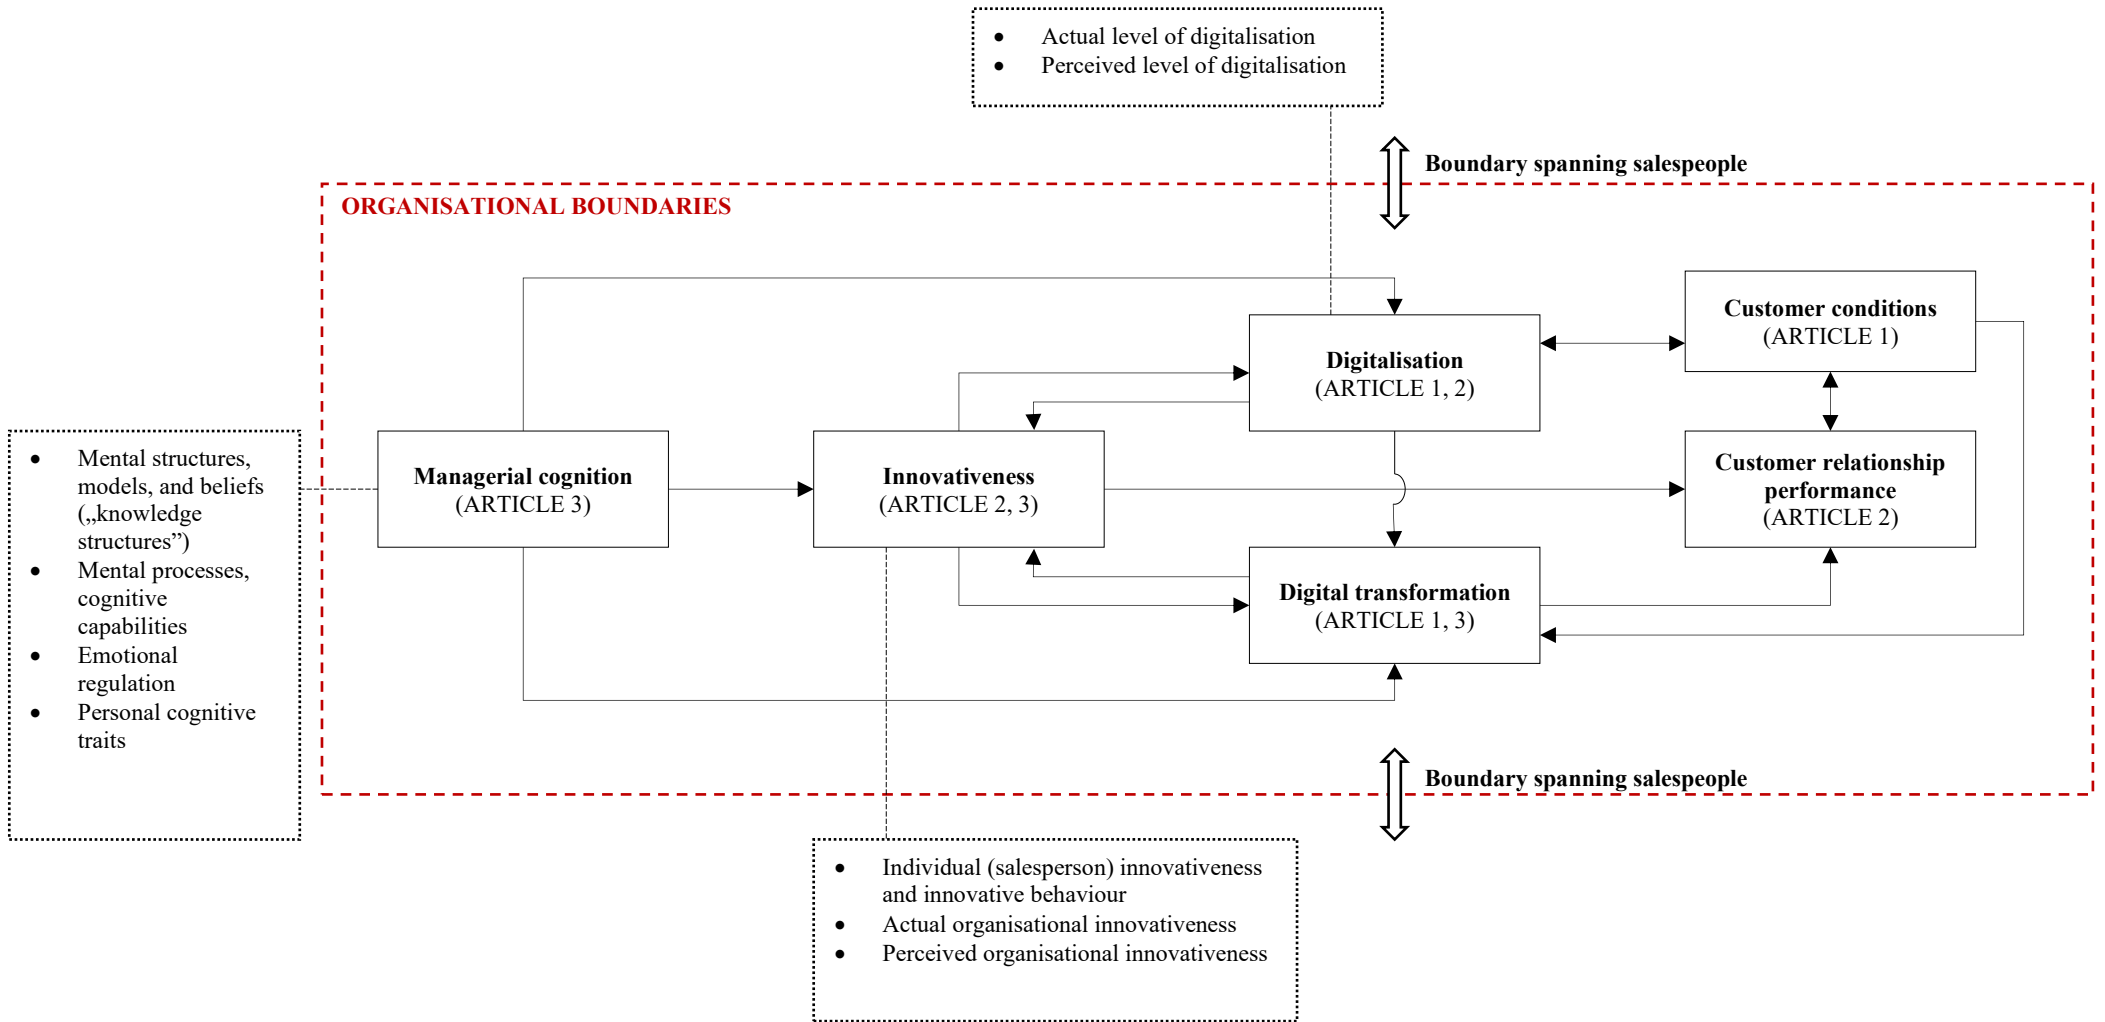 • Actual level of digitalisation
• Perceived level of digitalisation
Boundary spanning salespeople
ORGANISATIONAL BOUNDARIES
Customer conditions
(ARTICLE 1)
Digitalisation
(ARTICLE 1, 2)
• Mental structures,
models, and beliefs
(„knowledge
structures”)
• Mental processes,
cognitive
capabilities
• Emotional
regulation
• Personal cognitive
traits
Managerial cognition
(ARTICLE 3)
Innovativeness
(ARTICLE 2, 3)
Customer relationship
performance
(ARTICLE 2)
Digital transformation
(ARTICLE 1, 3)
Boundary spanning salespeople
• Individual (salesperson) innovativeness
and innovative behaviour
• Actual organisational innovativeness
• Perceived organisational innovativeness